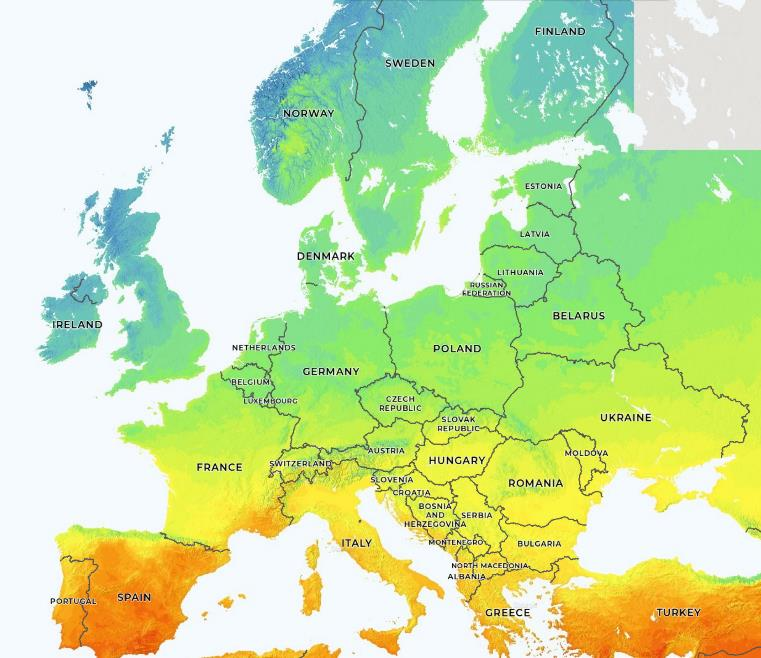 FINLAND
SWEDEN
NORWAY
ESTONIA
LATVIA
DENMARK
LITHUANIA
RUSSIAN
FEDERATION
BELARUS
IRELAND
NETHERLANDS
POLAND
GERMANY
BELGIUM
LUXEMBOURG
CZECH
REPUBLIC
SLOVAK
REPUBLIC
UKRAINE
AUSTRIA
MOLDOVA
HUNGARY
SWITZERLAND
FRANCE
SLOVENIA
ROMANIA
CROATIA
BOSNIA
AND
HERZEGOVINA
SERBIA
ITALY
MONTENEGRO
BULGARIA
NORTH MACEDONIA
ALBANIA
PORTUGAL
SPAIN
GREECE
TURKEY